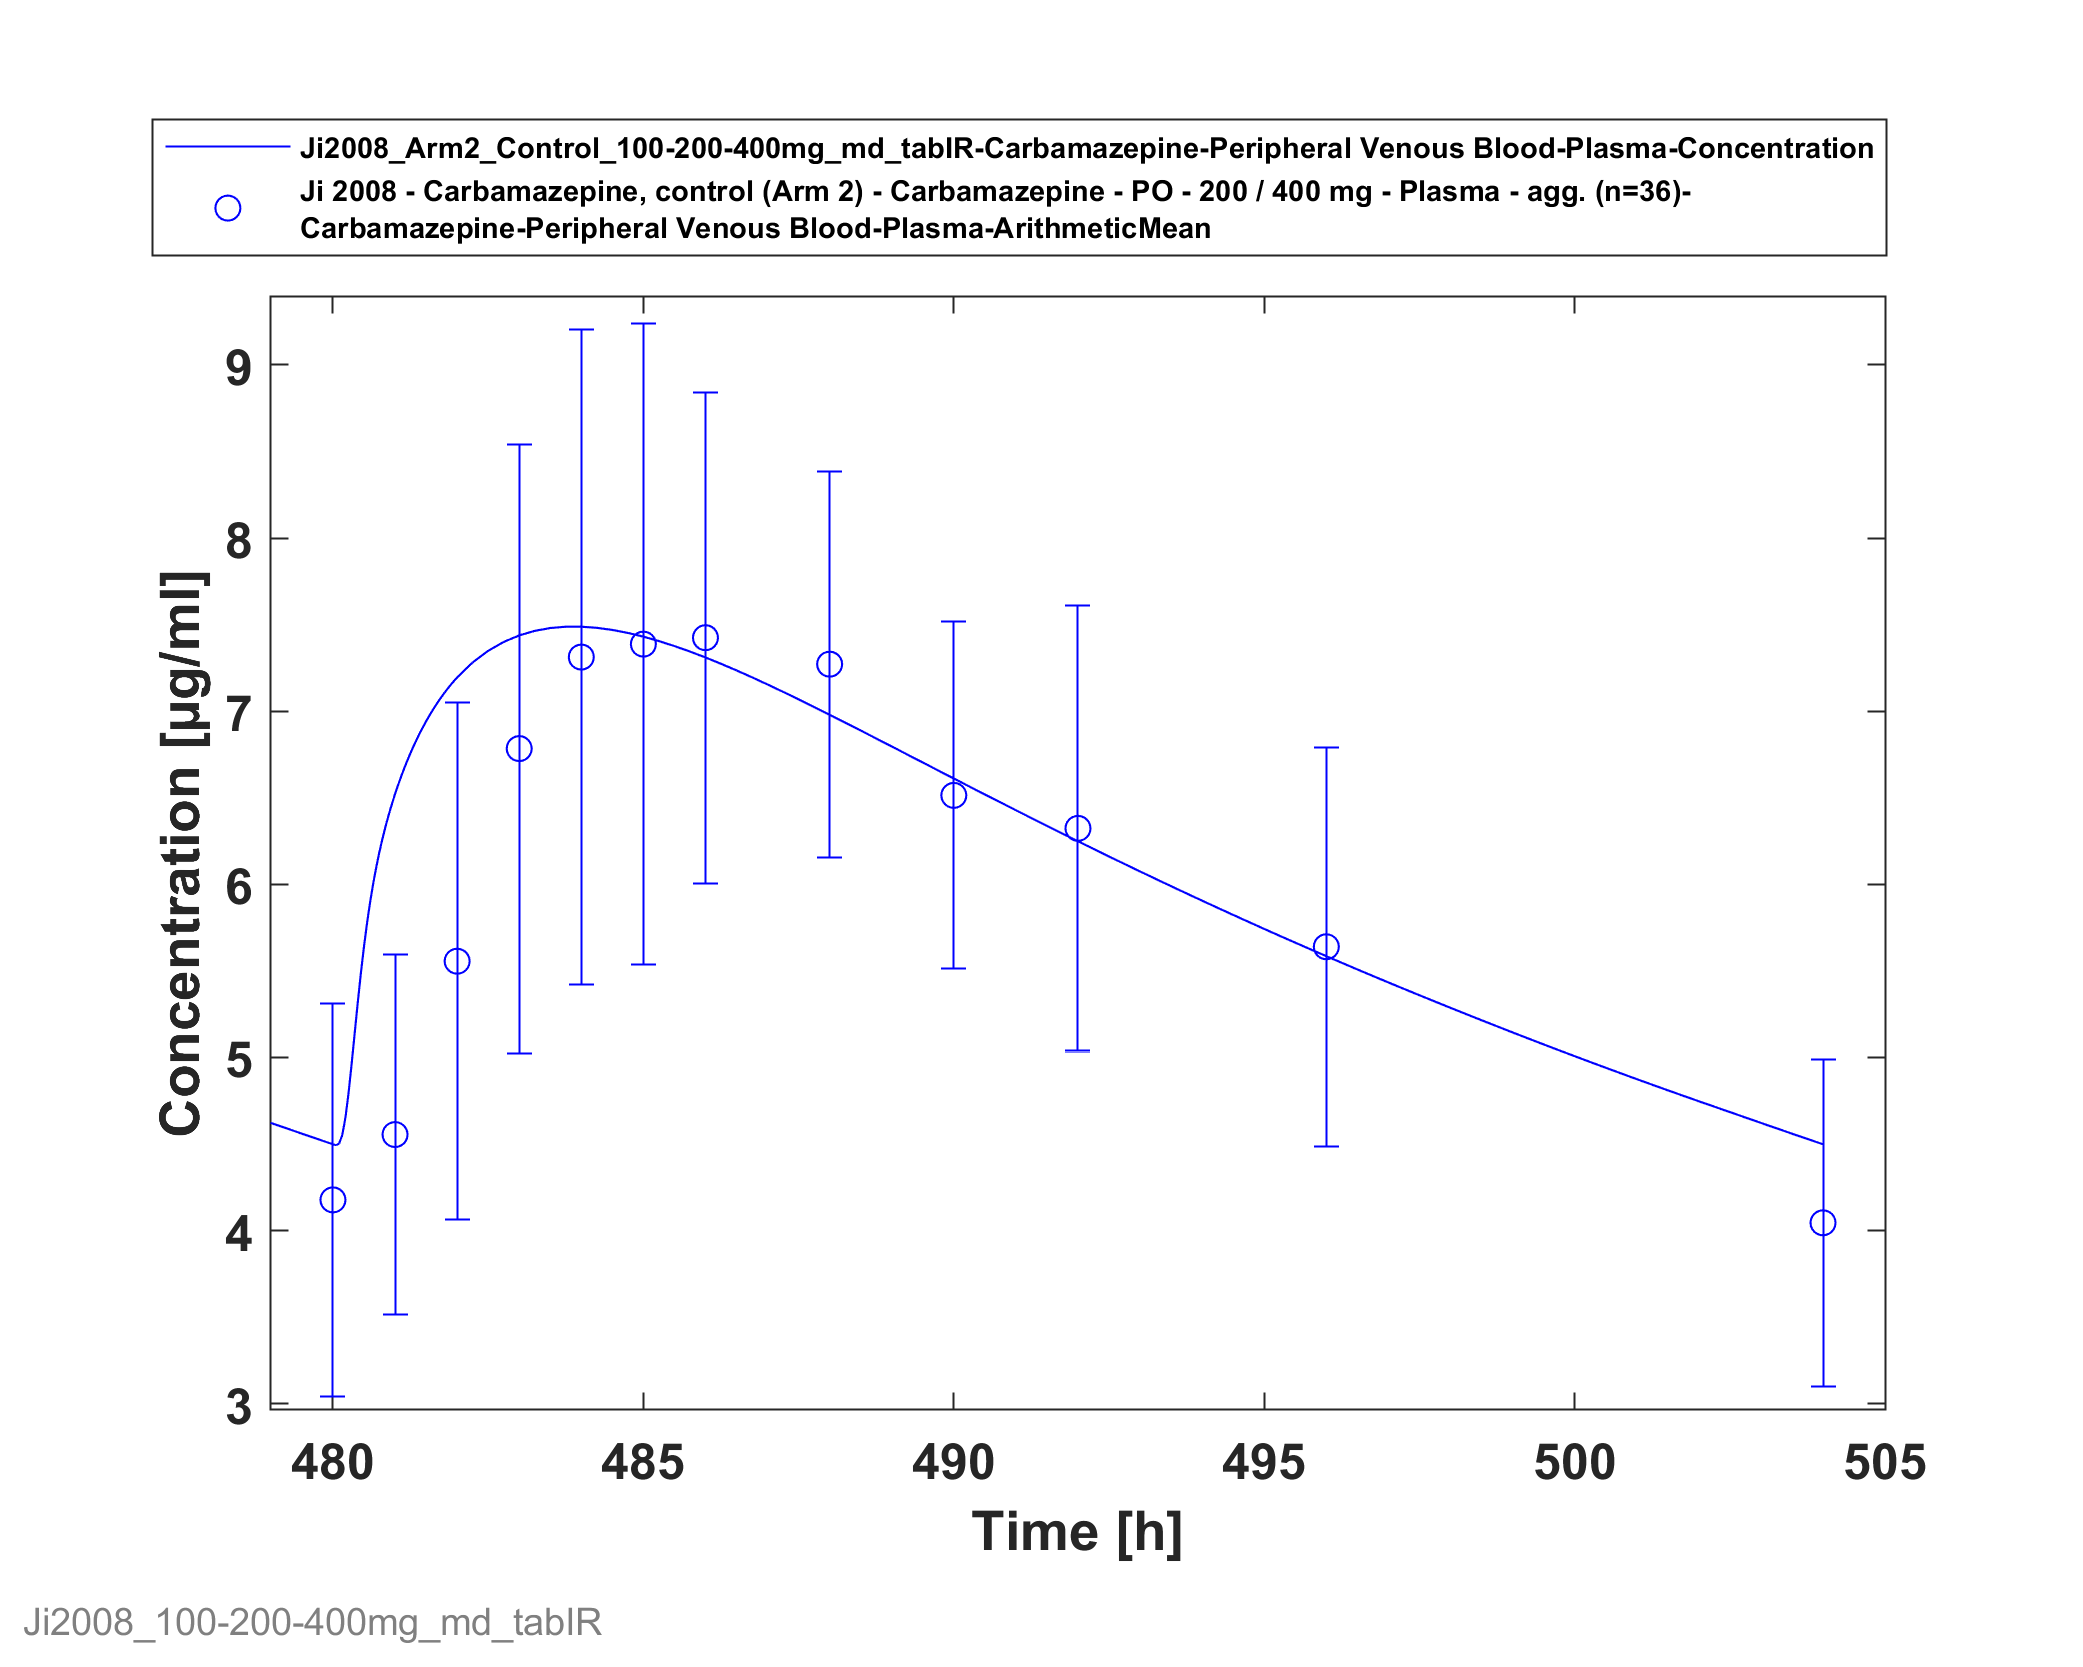 Ji2008_Arm2_Control_100-200-400mg_md_tabIR-Carbamazepine-Peripheral Venous Blood-Plasma-Concentration
Ji 2008 - Carbamazepine, control (Arm 2) - Carbamazepine - PO - 200 / 400 mg - Plasma - agg. (n=36)-
Carbamazepine-Peripheral Venous Blood-Plasma-ArithmeticMean
Concentration [µg/ml]
9
8
7
6
5
4
3
480 485 490 495 500 505
Time [h]
Ji2008_100-200-400mg_md_tabIR